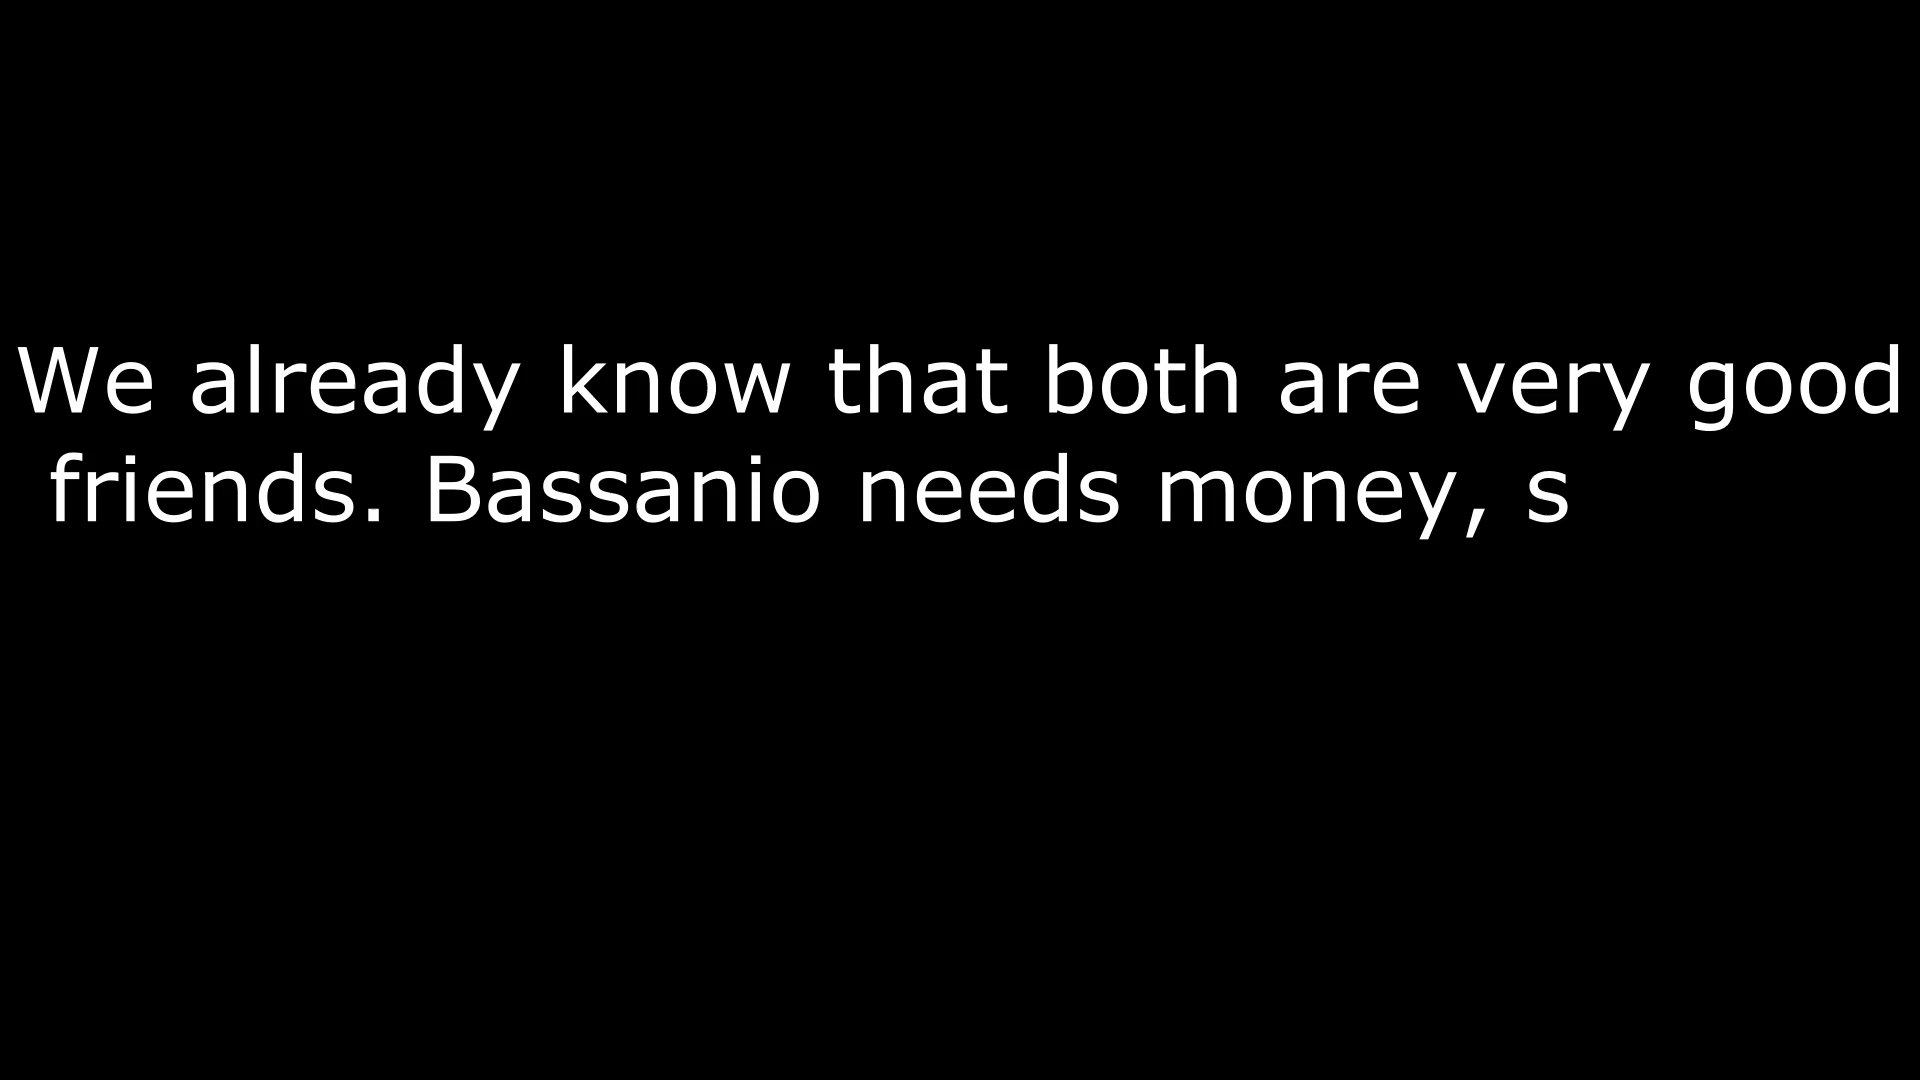 We already know that both are very good
friends. Bassanio needs money, s